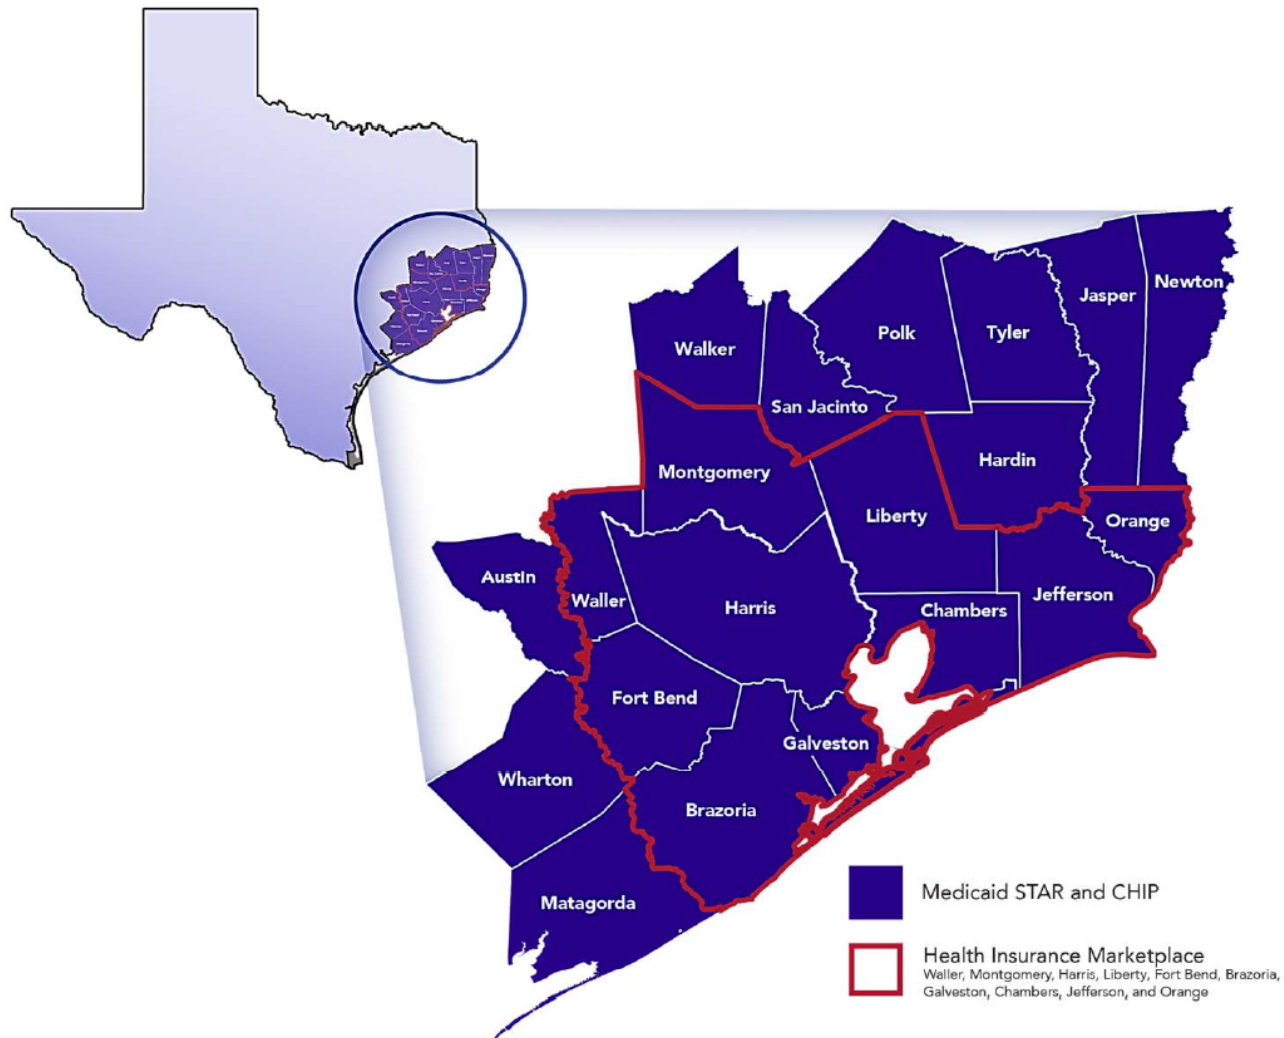 Newton
Jasper
Polk
Tyler
Walker
San Jacinto
Hardin
Montgomery
Liberty
Orange
Austin
Waller
Harris
Jefferson
Chambers
Fort Bend
Galveston
Wharton
Brazoria
Matagorda
Medicaid STAR and CHIP
Health Insurance Marketplace
Waller, Montgomery, Harris, Liberty, Fort Bend, Brazoria,
Galveston, Chambers, Jefferson, and Orange